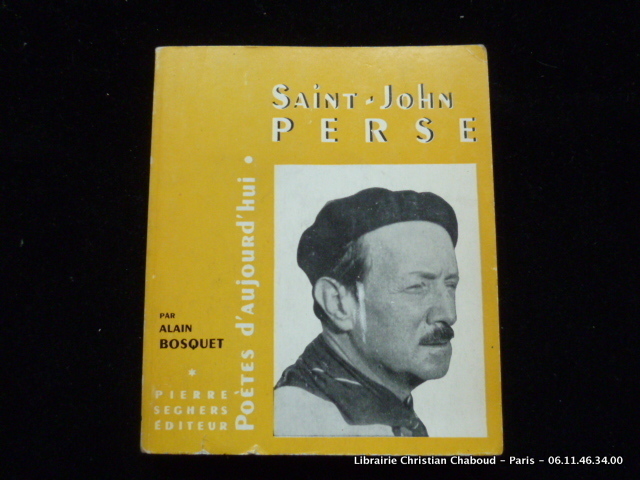 SAINT-JOHN
PERSE
POÈTES d'AUJOURD'HUI •
PAR
ALAIN
BOSQUET
*
PIERRE
SEGHERS
ÉDITEUR
Librairie Christian Chaboud - Paris - 06.11.46.34.00